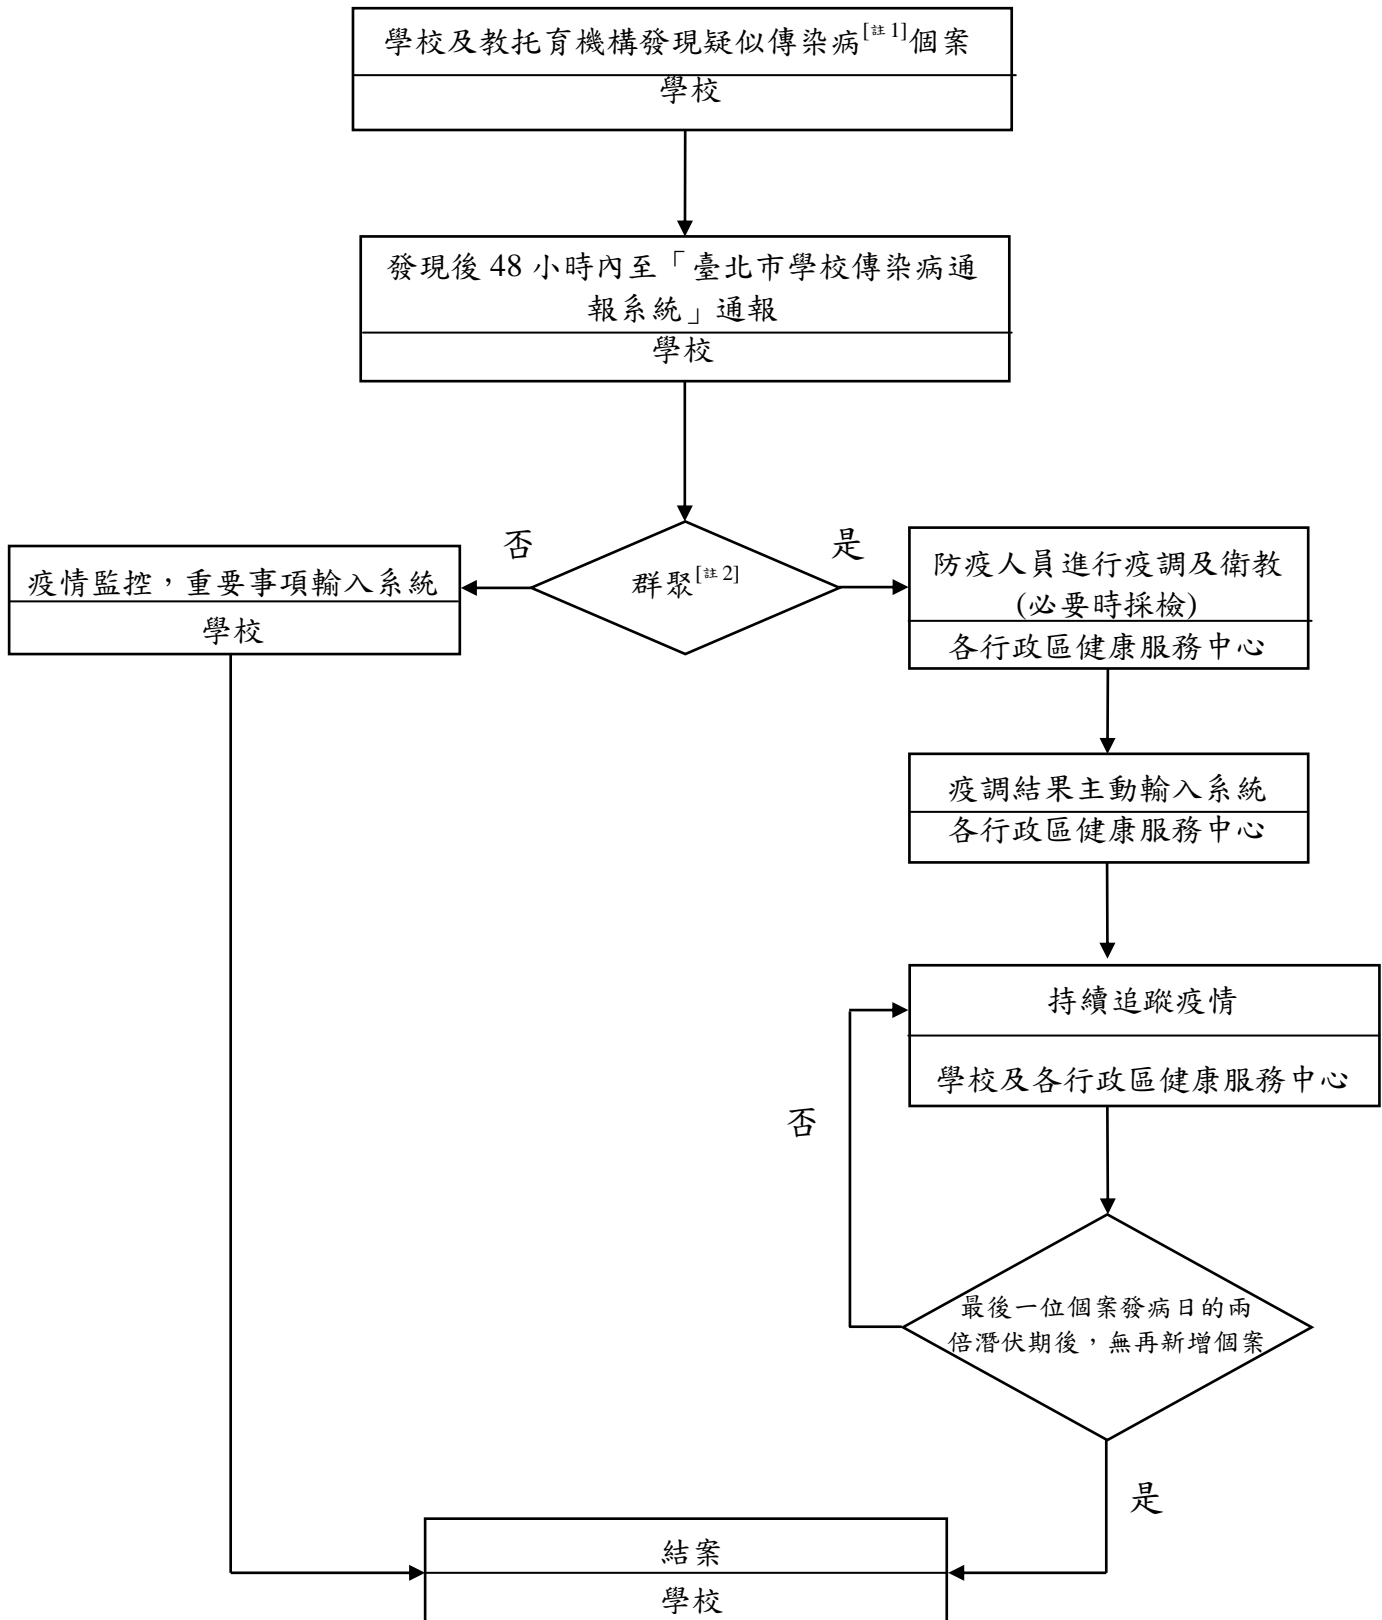 學校及教托育機構發現疑似傳染病[註1]個案
學校
發現後 48 小時內至「臺北市學校傳染病通
報系統」通報
學校
否
是
群聚[註2]
疫情監控，重要事項輸入系統
學校
防疫人員進行疫調及衛教
(必要時採檢)
各行政區健康服務中心
疫調結果主動輸入系統
各行政區健康服務中心
持續追蹤疫情
學校及各行政區健康服務中心
否
最後一位個案發病日的兩
倍潛伏期後，無再新增個案
是
結案
學校